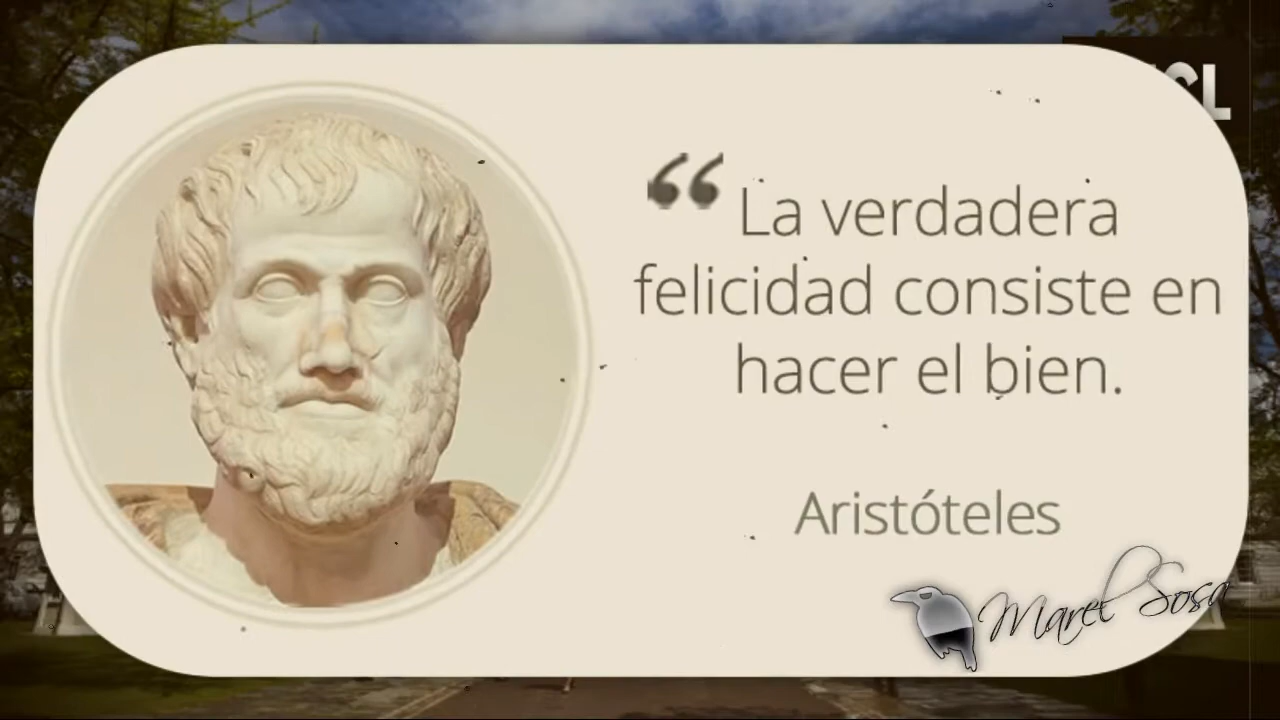 “La verdadera
felicidad consiste en
hacer el bien.
Aristóteles
Marel Sosa